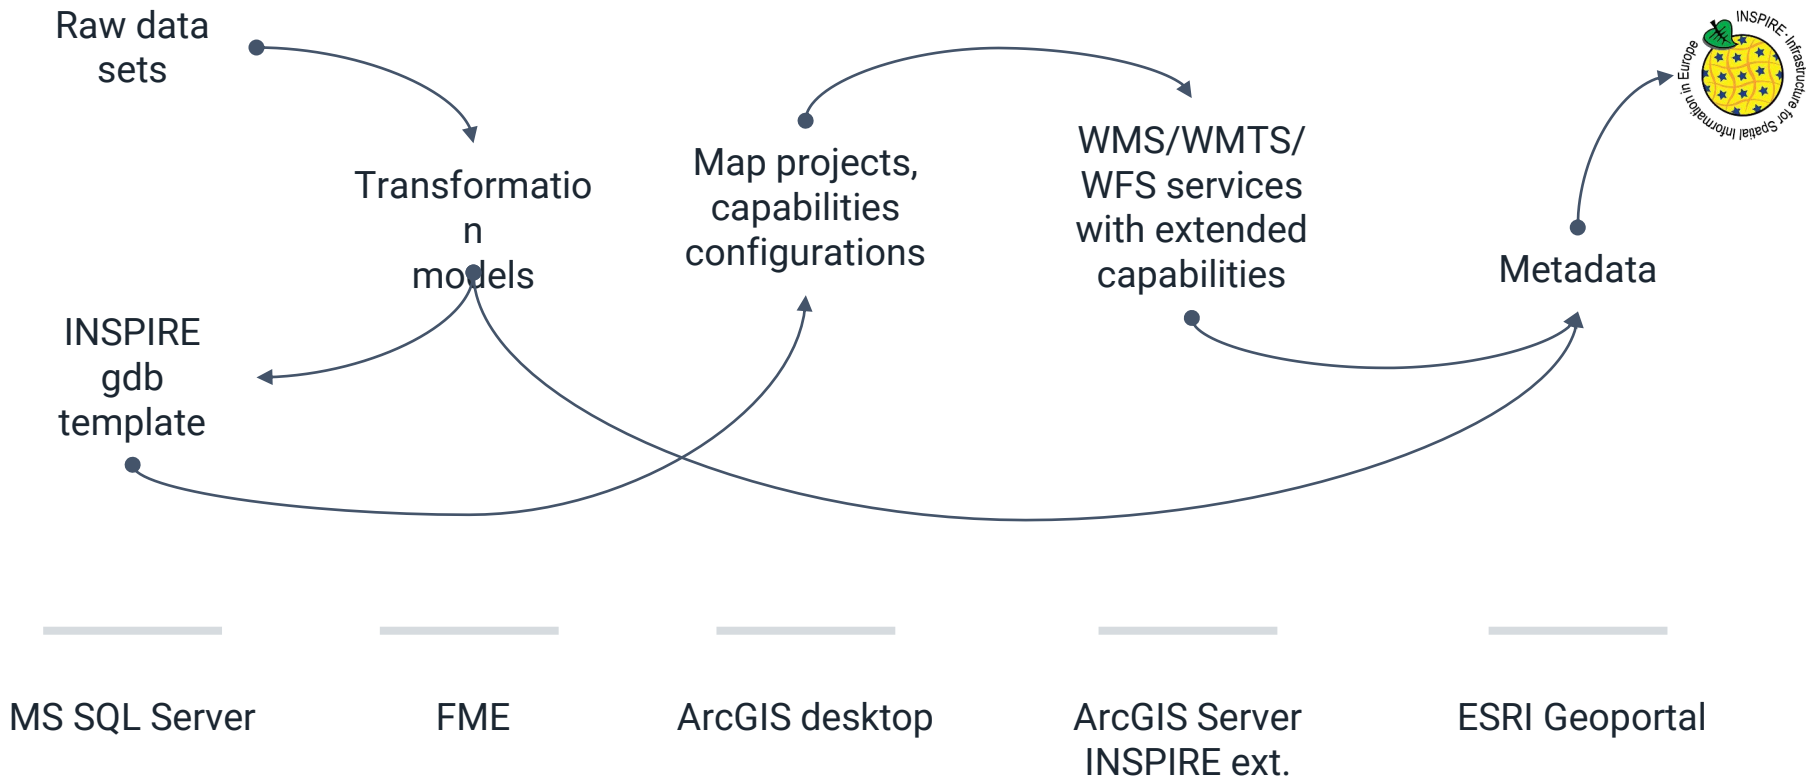 Raw data
sets
Transformatio
n
models
INSPIRE
gdb
template
Map projects,
capabilities
configurations
WMS/WMTS/
WFS services
with extended
capabilities
Metadata
INSPIRE · Infrastructure for Spatial Information in Europe
MS SQL Server
FME
ArcGIS desktop
ArcGIS Server
INSPIRE ext.
ESRI Geoportal